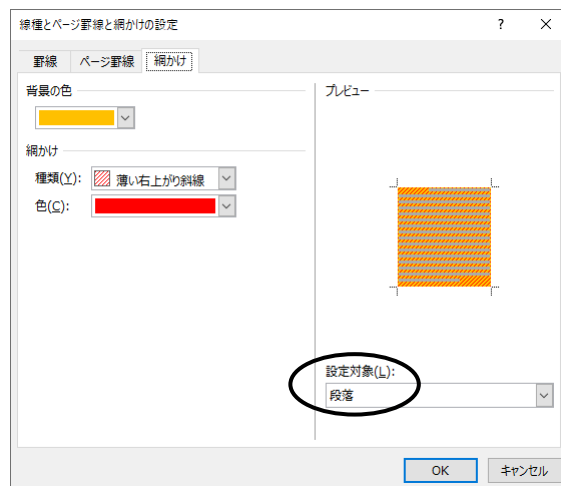 線種とページ罫線と網かけの設定
罫線 ページ罫線 網かけ
背景の色
網かけ
種類(Y): 薄い右上がり斜線
色(C):
プレビュー
設定対象(L):
段落
OK キャンセル